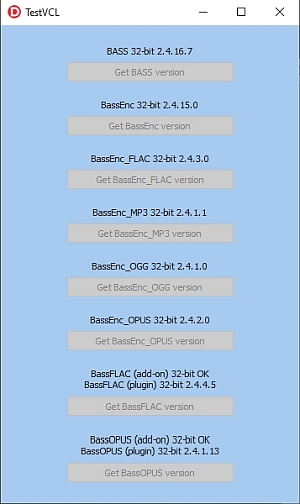 TestVCL
BASS 32-bit 2.4.16.7
Get BASS version
BassEnc 32-bit 2.4.15.0
Get BassEnc version
BassEnc_FLAC 32-bit 2.4.3.0
Get BassEnc_FLAC version
BassEnc_MP3 32-bit 2.4.1.1
Get BassEnc_MP3 version
BassEnc_OGG 32-bit 2.4.1.0
Get BassEnc_OGG version
BassEnc_OPUS 32-bit 2.4.2.0
Get BassEnc_OPUS version
BassFLAC (add-on) 32-bit OK
BassFLAC (plugin) 2.4.4.5
Get BassFLAC version
BassOPUS (add-on) 32-bit OK
BassOPUS (plugin) 2.4.1.13
Get BassOPUS version